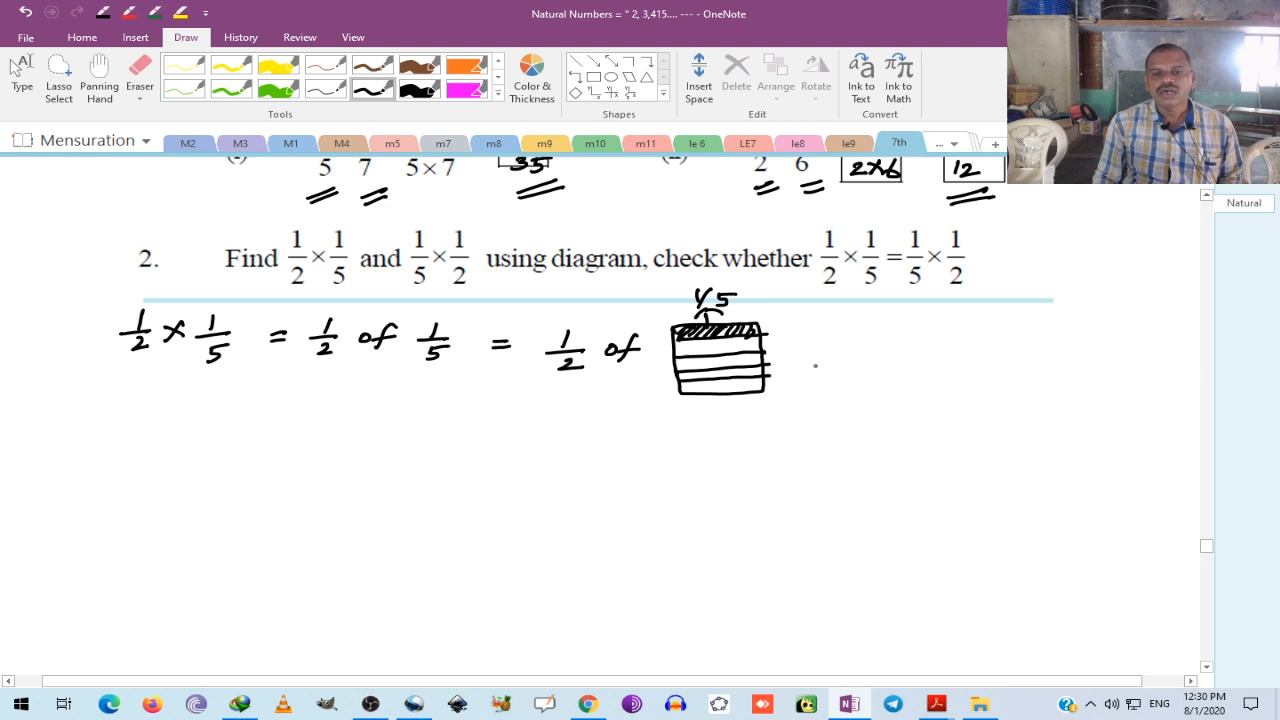 Natural Numbers = " 2, 3,415.... --- - OneNote
File Home Insert Draw History Review View
Type Lasso Select Panning Hand Eraser Color & Thickness Insert Space Delete Arrange Rotate Ink to Text Ink to Math
Tools Shapes Edit Convert
Mensuration M2 M3 M1 M4 m5 m7 m8 m9 m10 m11 le 6 LE7 le8 le9 7th ...
5 7 5 × 7 35 2 6 2×6 12
Natural
2. Find 1/2 × 1/5 and 1/5 × 1/2 using diagram, check whether 1/2 × 1/5 = 1/5 × 1/2
1/5
1/2 × 1/5 = 1/2 of 1/5 = 1/2 of
ENG
12:30 PM
8/1/2020